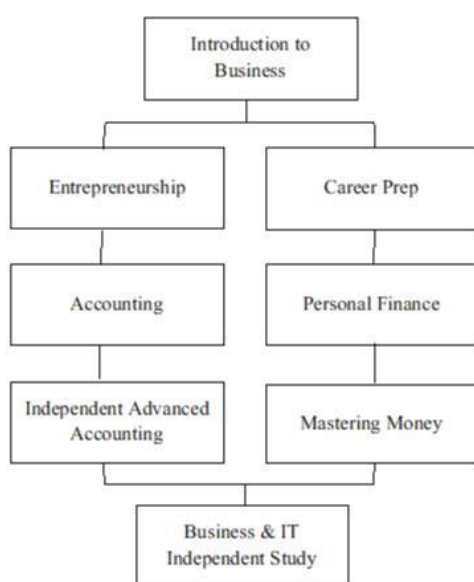 Introduction to
Business
Entrepreneurship
Career Prep
Accounting
Personal Finance
Independent Advanced
Accounting
Mastering Money
Business & IT
Independent Study